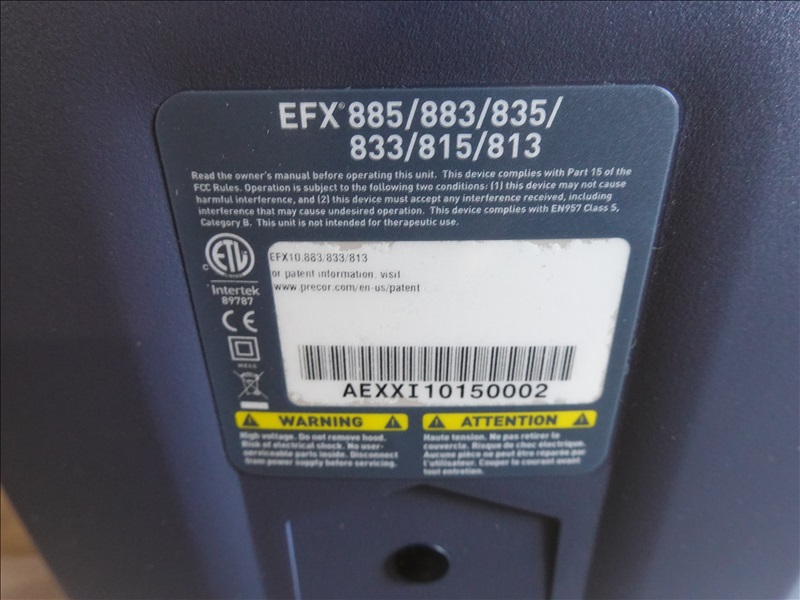 EFX® 885/883/835/
833/815/813
Read the owner's manual before operating this unit. This device complies with Part 15 of the
FCC Rules. Operation is subject to the following two conditions: (1) this device may not cause
harmful interference, and (2) this device must accept any interference received, including
interference that may cause undesired operation. This device complies with EN957 Class S,
Category B. This unit is not intended for therapeutic use.
C ETL
Intertek
89787
CE
EFX10.883/833/813
or patent information, visit
www.precor.com/en-us/patent
AEXXI10150002
WARNING
High voltage. Do not remove hood.
Risk of electrical shock. No user-
serviceable parts inside. Disconnect
from power supply before servicing.
ATTENTION
Haute tension. Ne pas retirer le
couvercle. Risque de choc électrique.
Aucune pièce ne peut être réparée par
l'utilisateur. Couper le courant avant
tout entretien.